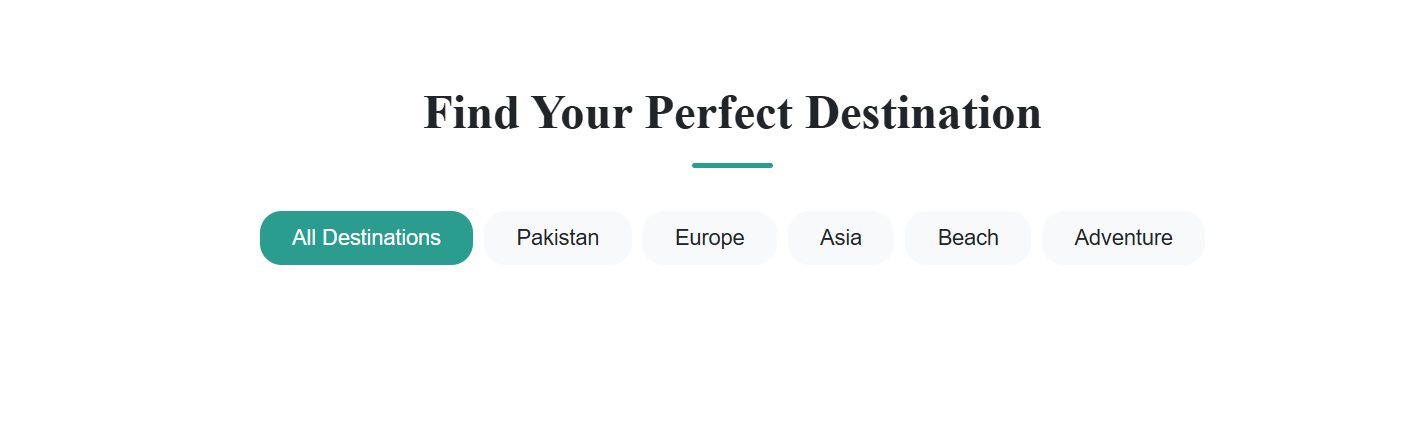 Find Your Perfect Destination
All Destinations Pakistan Europe Asia Beach Adventure